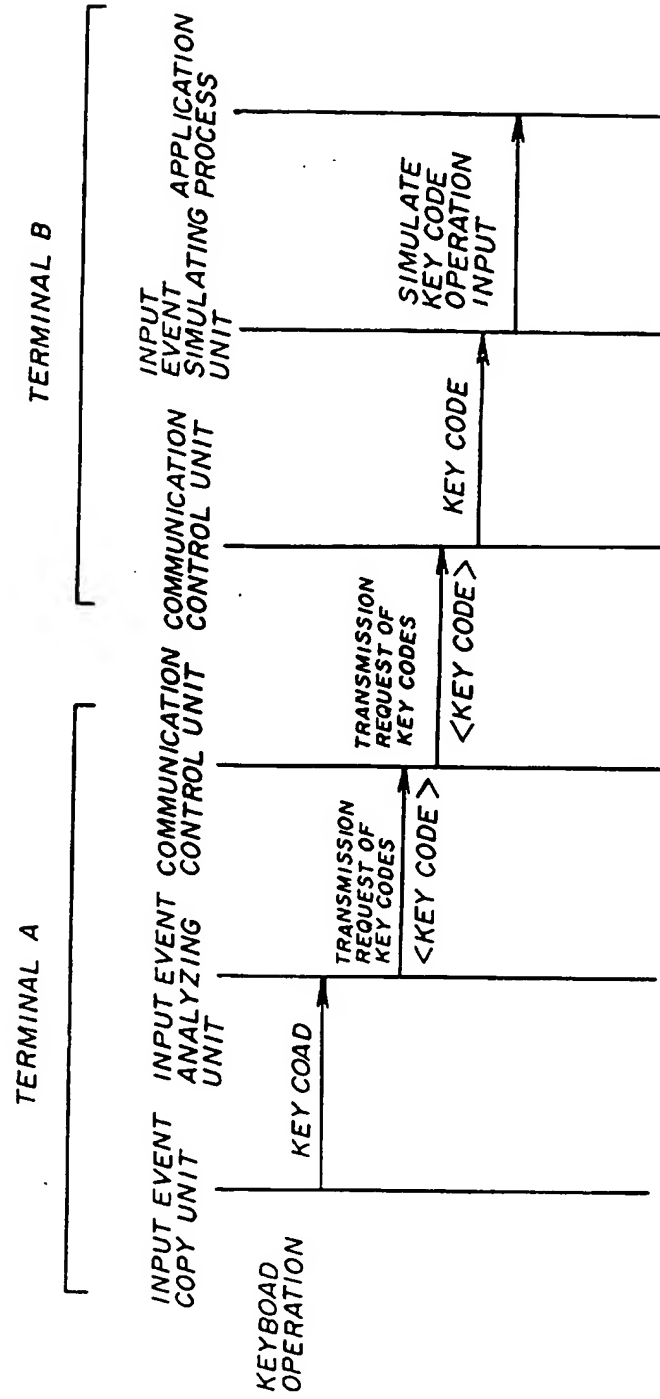 TERMINAL A
TERMINAL B
INPUT EVENT
COPY UNIT
INPUT EVENT
ANALYZING
UNIT
COMMUNICATION
CONTROL UNIT
COMMUNICATION
CONTROL UNIT
INPUT
EVENT
SIMULATING
UNIT
APPLICATION
PROCESS
KEYBOAD
OPERATION
KEY COAD
TRANSMISSION
REQUEST OF
KEY CODES
<KEY CODE>
TRANSMISSION
REQUEST OF
KEY CODES
<KEY CODE>
KEY CODE
SIMULATE
KEY CODE
OPERATION
INPUT